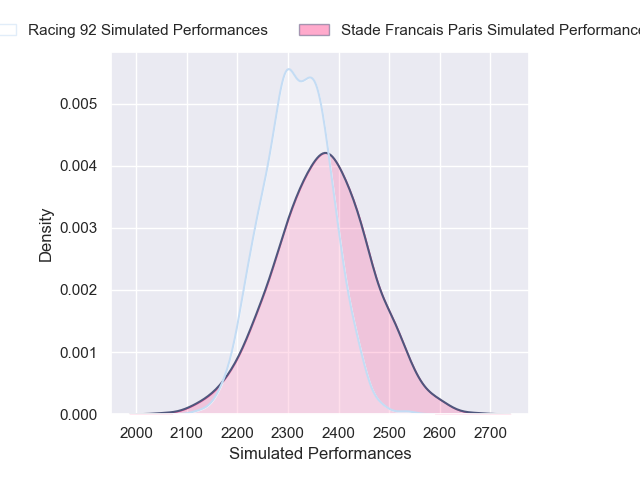 Racing 92 Simulated Performances
Stade Francais Paris Simulated Performance
0.005
0.004
0.003
0.002
0.001
0.000
Density
2000 2100 2200 2300 2400 2500 2600 2700
Simulated Performances